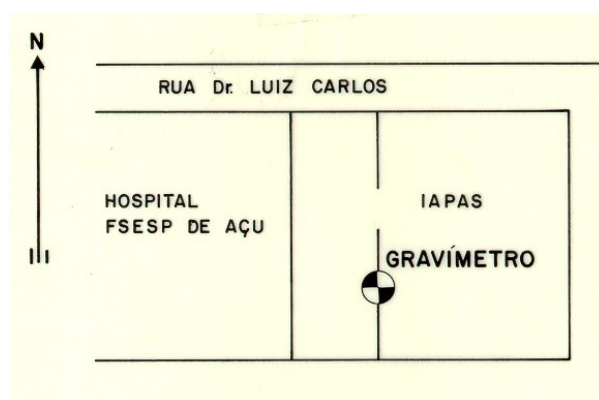 N
RUA Dr. LUIZ CARLOS
HOSPITAL
FSESP DE AÇU
IAPAS
GRAVÍMETRO